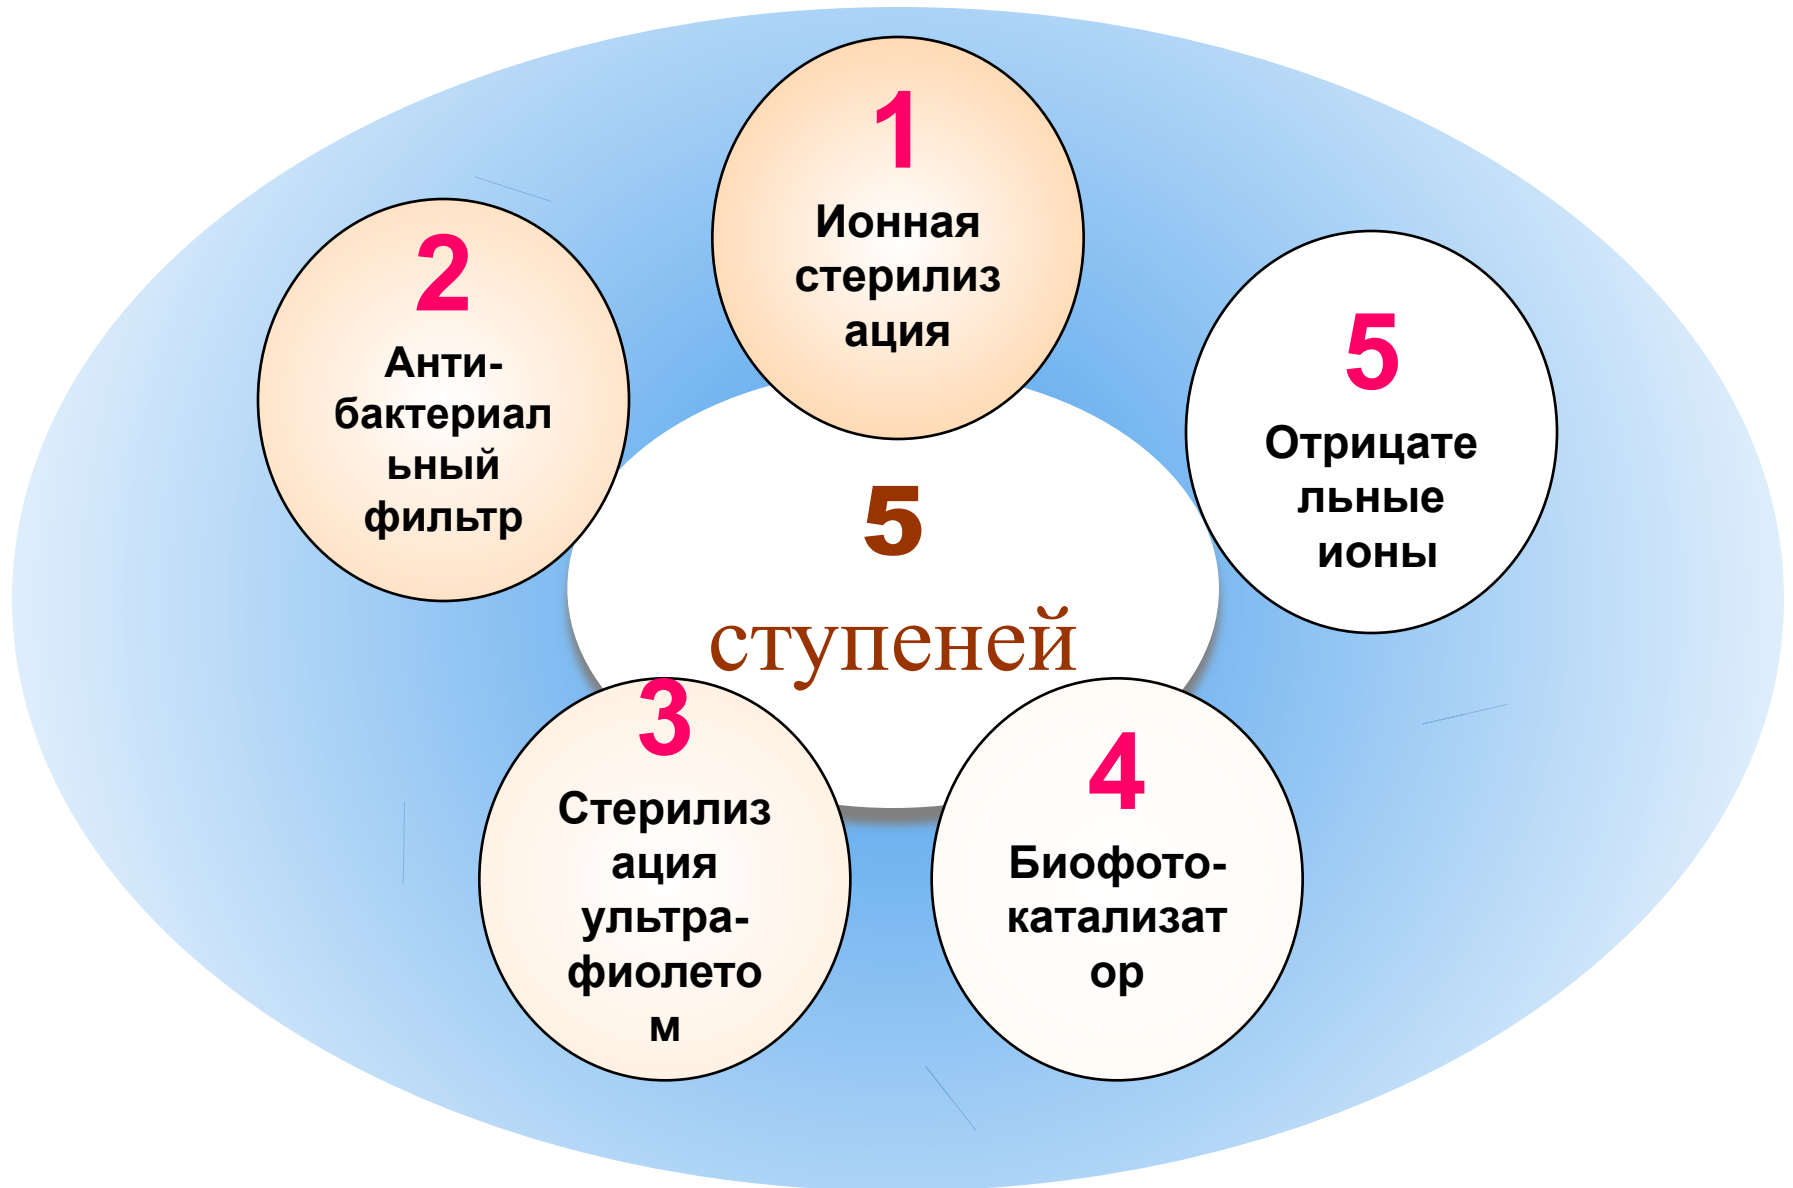 1
Ионная
стерилиз
ация
2
Анти-
бактериал
ьный
фильтр
5
Отрицате
льные
ионы
5
ступеней
3
Стерилиз
ация
ультра-
фиолето
м
4
Биофото-
катализат
ор